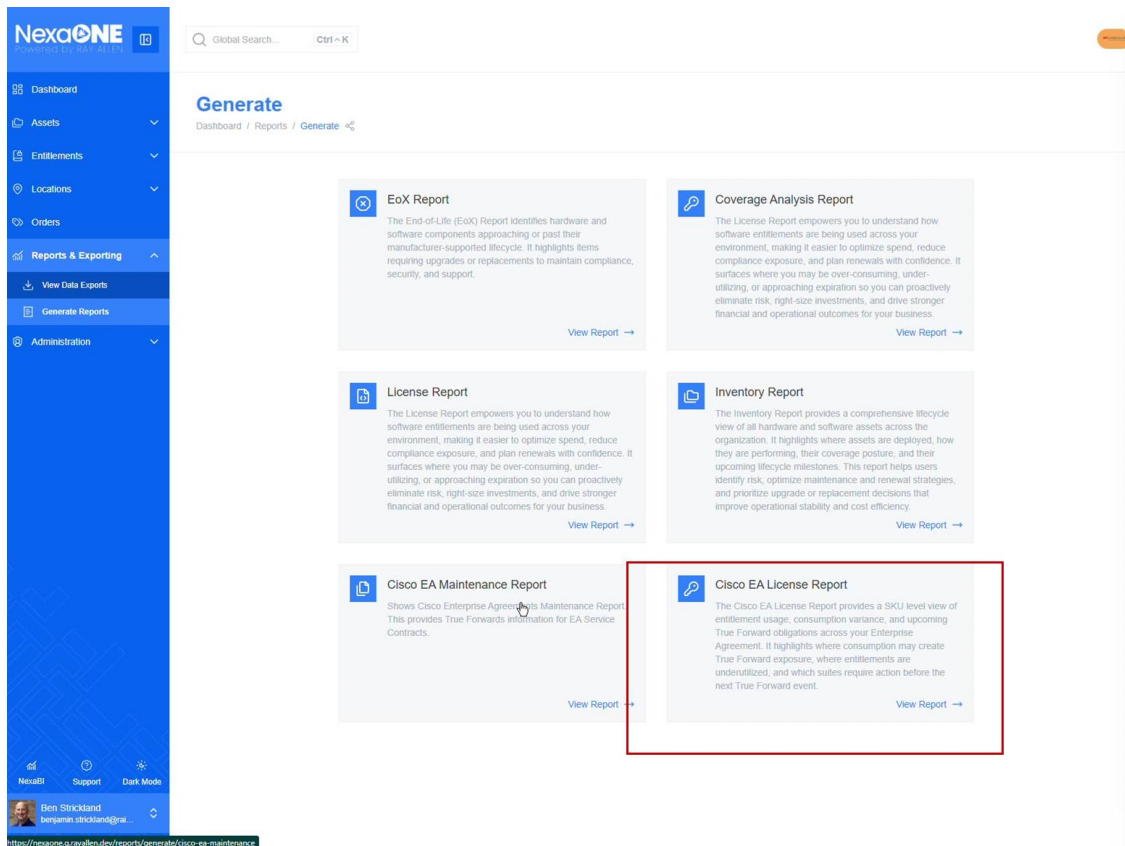 NexaONE
Powered by RAY ALLEN
Global Search... Ctrl ^ K
Dashboard
Assets
Entitlements
Locations
Orders
Reports & Exporting
View Data Exports
Generate Reports
Administration
NexaBI
Support
Dark Mode
Ben Strickland
benjamin.strickland@rai...
https://nexaone.q.rayallen.dev/reports/generate/cisco-ea-maintenance
Generate
Dashboard / Reports / Generate
EoX Report
The End-of-Life (EoX) Report identifies hardware and
software components approaching or past their
manufacturer-supported lifecycle. It highlights items
requiring upgrades or replacements to maintain compliance,
security, and support.
View Report →
Coverage Analysis Report
The License Report empowers you to understand how
software entitlements are being used across your
environment, making it easier to optimize spend, reduce
compliance exposure, and plan renewals with confidence. It
surfaces where you may be over-consuming, under-
utilizing, or approaching expiration so you can proactively
eliminate risk, right-size investments, and drive stronger
financial and operational outcomes for your business.
View Report →
License Report
The License Report empowers you to understand how
software entitlements are being used across your
environment, making it easier to optimize spend, reduce
compliance exposure, and plan renewals with confidence. It
surfaces where you may be over-consuming, under-
utilizing, or approaching expiration so you can proactively
eliminate risk, right-size investments, and drive stronger
financial and operational outcomes for your business.
View Report →
Inventory Report
The Inventory Report provides a comprehensive lifecycle
view of all hardware and software assets across the
organization. It highlights where assets are deployed, how
they are performing, their coverage posture, and their
upcoming lifecycle milestones. This report helps users
identify risk, optimize maintenance and renewal strategies,
and prioritize upgrade or replacement decisions that
improve operational stability and cost efficiency.
View Report →
Cisco EA Maintenance Report
Shows Cisco Enterprise Agreements Maintenance Report.
This provides True Forwards information for EA Service
Contracts.
View Report →
Cisco EA License Report
The Cisco EA License Report provides a SKU level view of
entitlement usage, consumption variance, and upcoming
True Forward obligations across your Enterprise
Agreement. It highlights where consumption may create
True Forward exposure, where entitlements are
underutilized, and which suites require action before the
next True Forward event.
View Report →